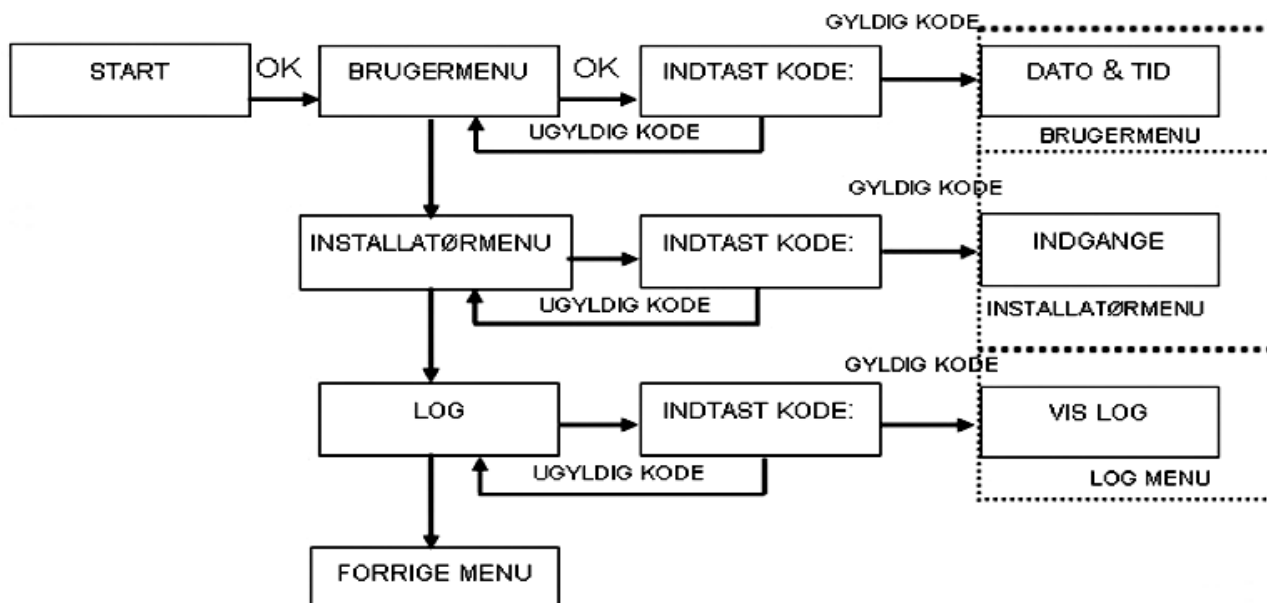 GYLDIG KODE
START
OK
BRUGERMENU
OK
INDTAST KODE:
DATO & TID
UGYLDIG KODE
BRUGERMENU
GYLDIG KODE
INSTALLATØRMENU
INDTAST KODE:
INDGANGE
UGYLDIG KODE
INSTALLATØRMENU
GYLDIG KODE
LOG
INDTAST KODE:
VIS LOG
UGYLDIG KODE
LOG MENU
FORRIGE MENU